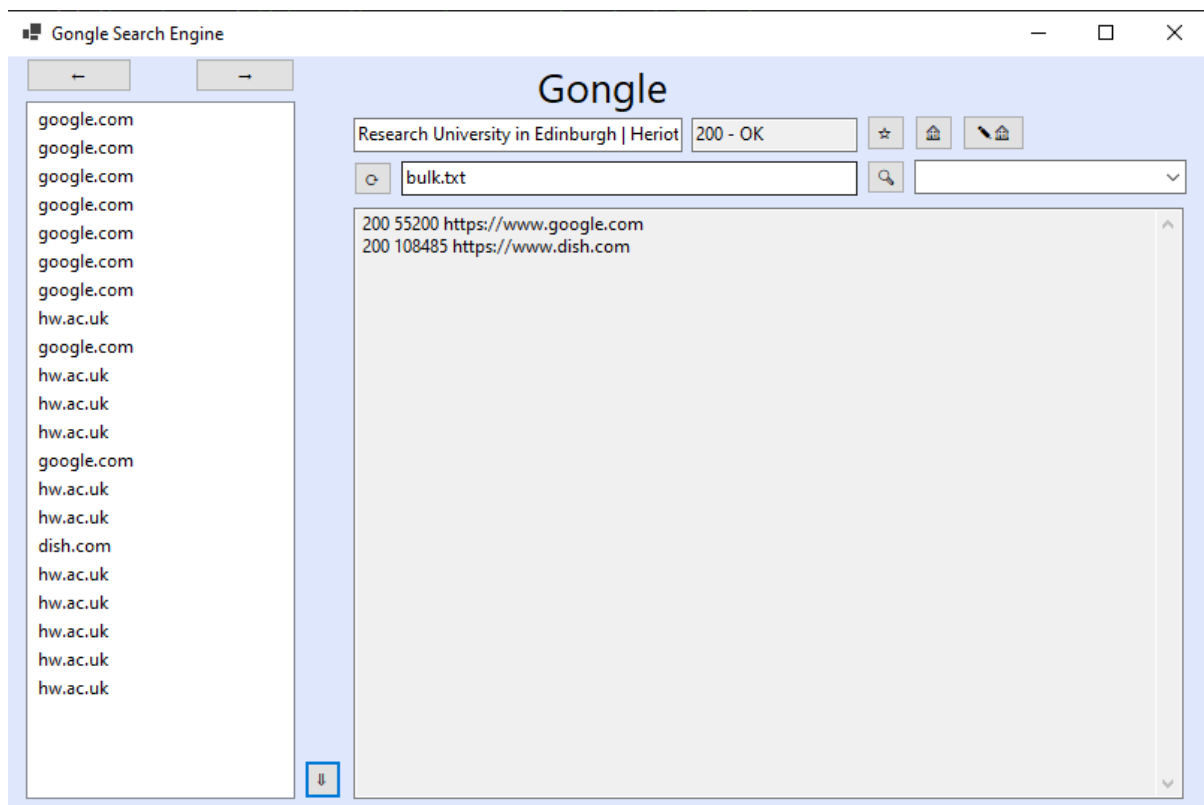 Gongle Search Engine
← →
google.com
google.com
google.com
google.com
google.com
google.com
google.com
hw.ac.uk
google.com
hw.ac.uk
hw.ac.uk
hw.ac.uk
google.com
hw.ac.uk
hw.ac.uk
dish.com
hw.ac.uk
hw.ac.uk
hw.ac.uk
hw.ac.uk
hw.ac.uk
Gongle
Research University in Edinburgh | Heriot 200 - OK
bulk.txt
200 55200 https://www.google.com
200 108485 https://www.dish.com